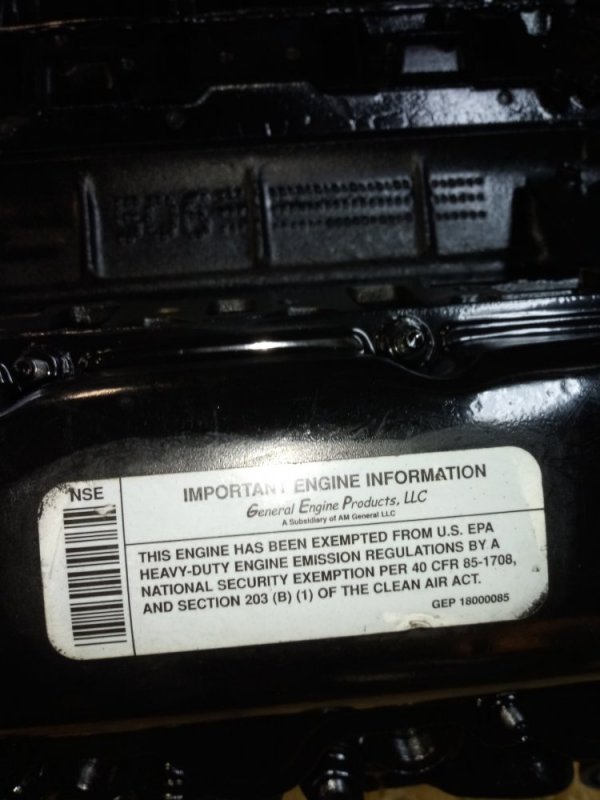 NSE
IMPORTANT ENGINE INFORMATION
General Engine Products, LLC
A Subsidiary of AM General LLC
THIS ENGINE HAS BEEN EXEMPTED FROM U.S. EPA
HEAVY-DUTY ENGINE EMISSION REGULATIONS BY A
NATIONAL SECURITY EXEMPTION PER 40 CFR 85-1708,
AND SECTION 203 (B) (1) OF THE CLEAN AIR ACT.
GEP 18000085